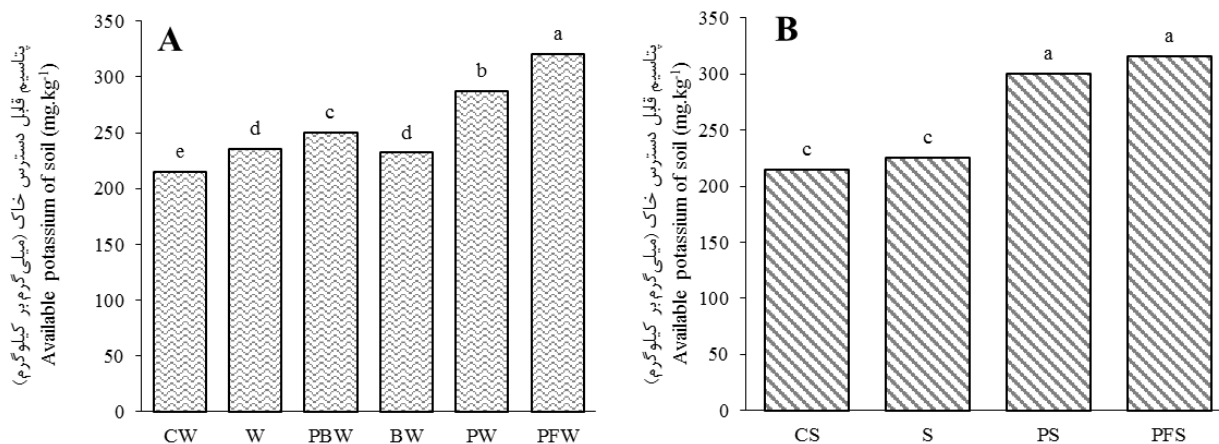 A
پتاسیم قابل دسترس خاک (میلی‌گرم بر کیلوگرم)
Available potassium of soil (mg.kg-1)
350
300
250
200
150
100
50
0
e
d
c
d
b
a
CW
W
PBW
BW
PW
PFW
B
پتاسیم قابل دسترس خاک (میلی‌گرم بر کیلوگرم)
Available potassium of soil (mg.kg-1)
350
300
250
200
150
100
50
0
c
c
a
a
CS
S
PS
PFS